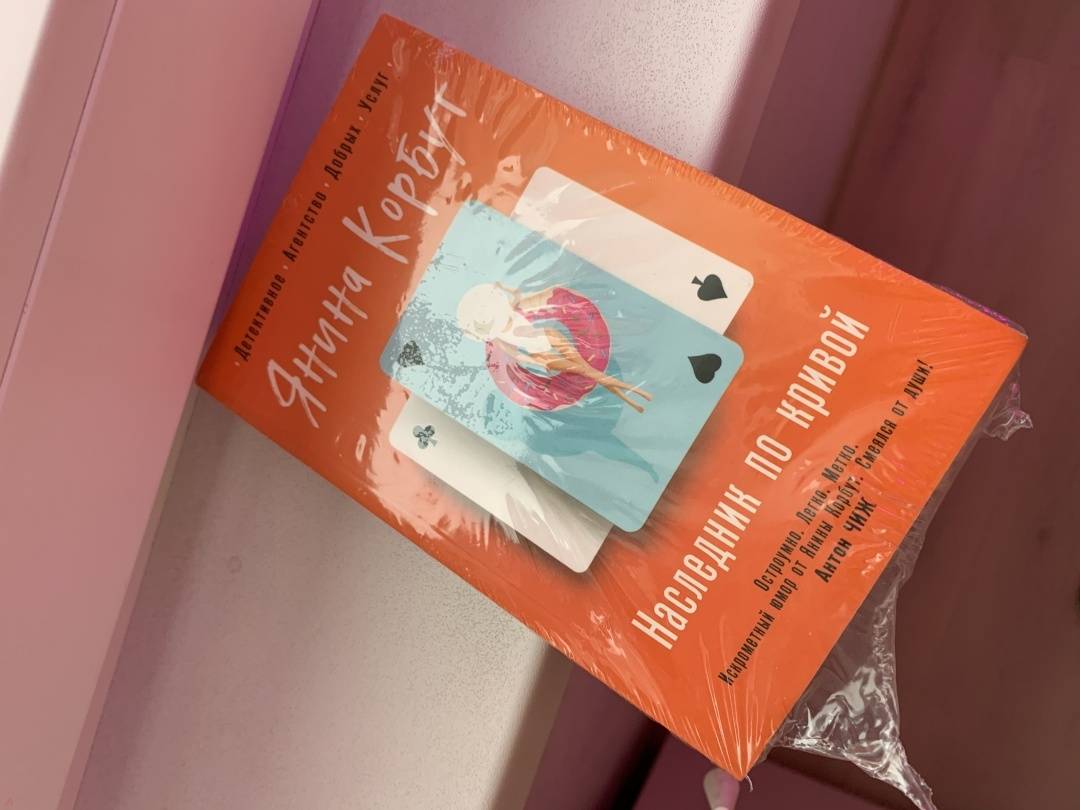 · Детективное · Агентство · Добрых · Услуг ·
Янина Корбут
Наследник по кривой
Остроумно. Легко. Метко.
Искрометный юмор от Янины Корбут. Смеялся от души!
Антон ЧИЖ